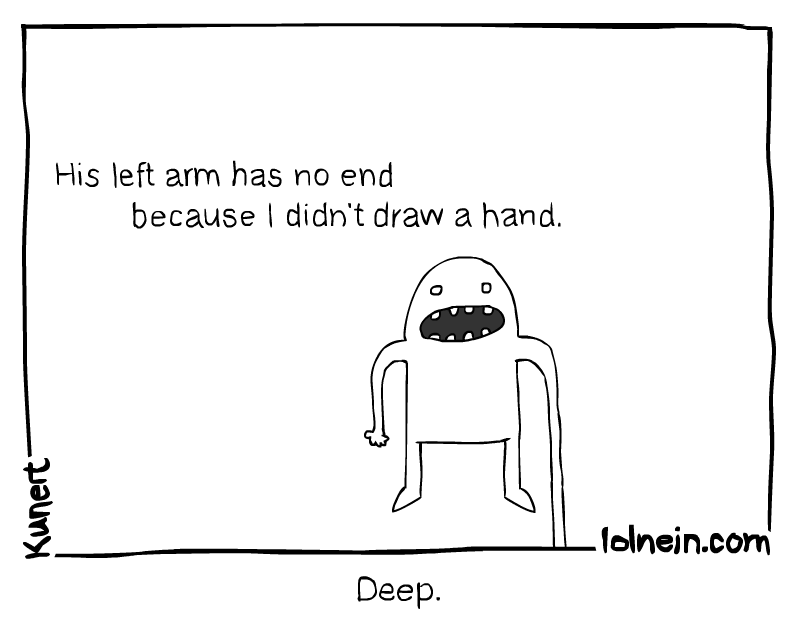 His left arm has no end
because I didn't draw a hand.
Kunert
lolnein.com
Deep.